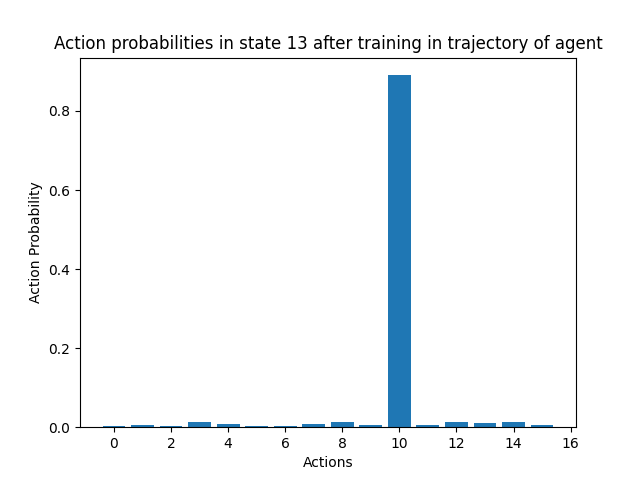 Action probabilities in state 13 after training in trajectory of agent
Action Probability
0.8
0.6
0.4
0.2
0.0
0 2 4 6 8 10 12 14 16
Actions